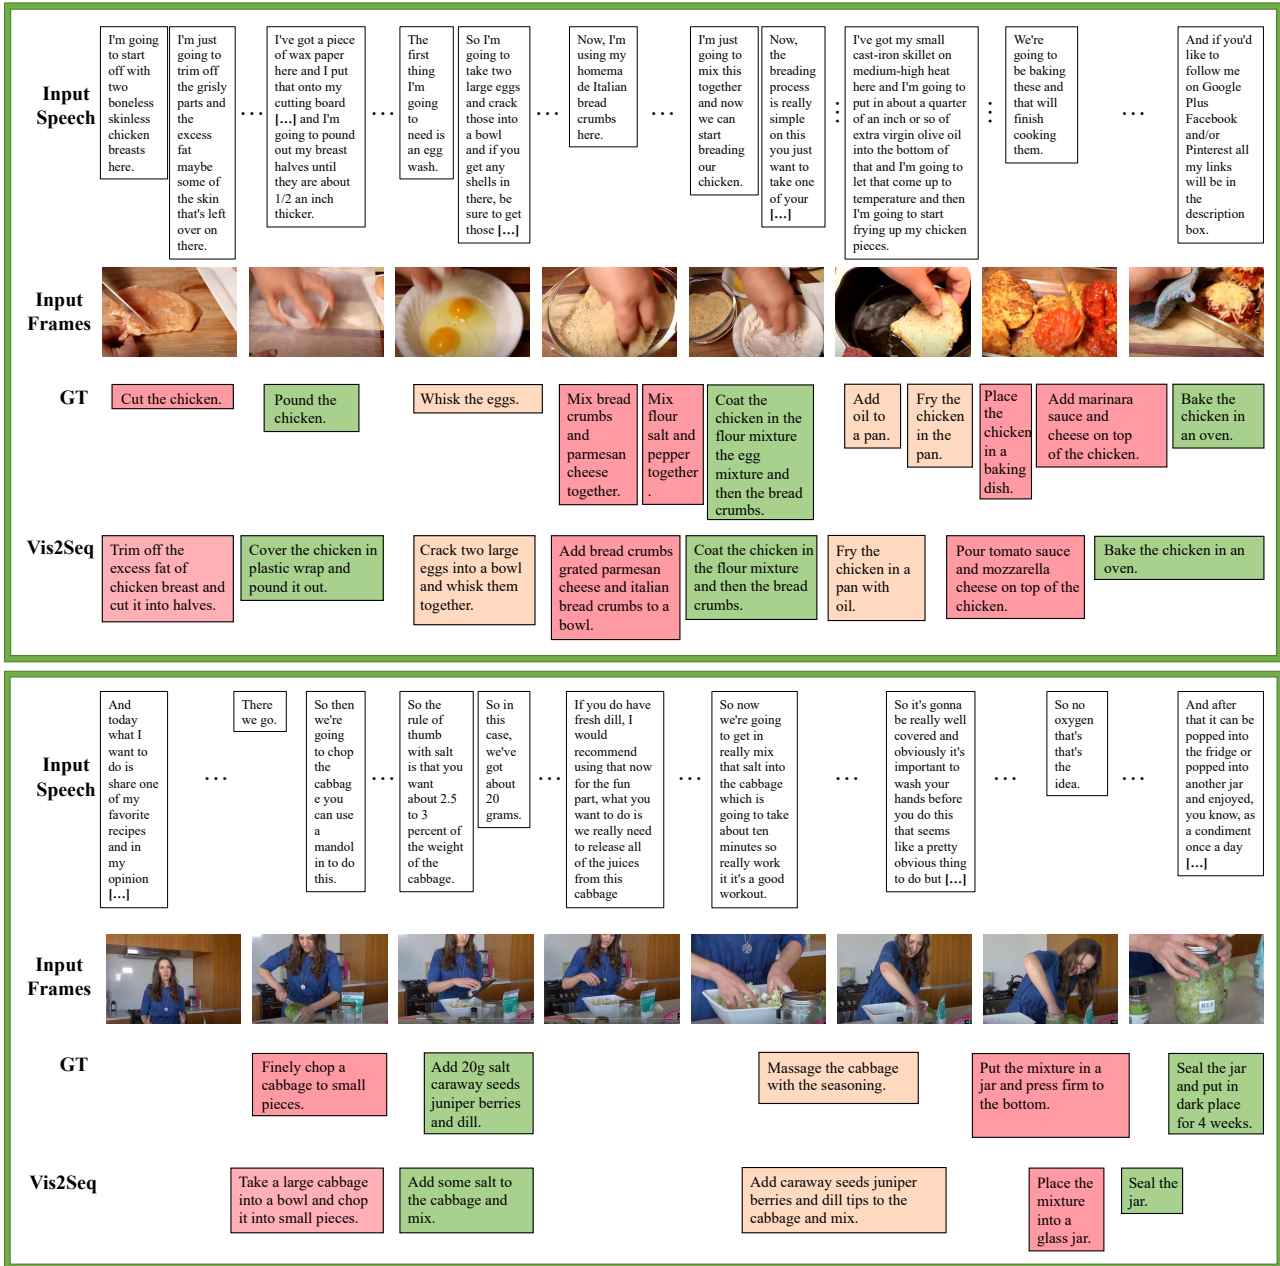 Input
Speech
I'm going
to start
off with
two
boneless
skinless
chicken
breasts
here.
I'm just
going to
trim off
the grisly
parts and
the
excess
fat
maybe
some of
the skin
that's left
over on
there.
...
I've got a piece
of wax paper
here and I put
that onto my
cutting board
[...] and I'm
going to pound
out my breast
halves until
they are about
1/2 an inch
thicker.
...
The
first
thing
I'm
going
to
need is
an egg
wash.
So I'm
going to
take two
large eggs
and crack
those into
a bowl
and if you
get any
shells in
there, be
sure to get
those [...]
...
Now, I'm
using my
homema
de Italian
bread
crumbs
here.
...
I'm just
going to
mix this
together
and now
we can
start
breading
our
chicken.
Now,
the
breading
process
is really
simple
on this
you just
want to
take one
of your
[...]
...
I've got my small
cast-iron skillet on
medium-high heat
here and I'm going to
put in about a quarter
of an inch or so of
extra virgin olive oil
into the bottom of
that and I'm going to
let that come up to
temperature and then
I'm going to start
frying up my chicken
pieces.
...
We're
going to
be baking
these and
that will
finish
cooking
them.
...
And if you'd
like to
follow me
on Google
Plus
Facebook
and/or
Pinterest all
my links
will be in
the
description
box.
Input
Frames
GT
Cut the chicken.
Pound the
chicken.
Whisk the eggs.
Mix bread
crumbs
and
parmesan
cheese
together.
Mix
flour
salt and
pepper
together
.
Coat the
chicken in the
flour mixture
the egg
mixture and
then the bread
crumbs.
Add
oil to
a pan.
Fry the
chicken
in the
pan.
Place
the
chicken
in a
baking
dish.
Add marinara
sauce and
cheese on top
of the chicken.
Bake the
chicken in
an oven.
Vis2Seq
Trim off the
excess fat of
chicken breast and
cut it into halves.
Cover the chicken in
plastic wrap and
pound it out.
Crack two large
eggs into a bowl
and whisk them
together.
Add bread crumbs
grated parmesan
cheese and italian
bread crumbs to a
bowl.
Coat the chicken in
the flour mixture
and then the bread
crumbs.
Fry the
chicken in a
pan with
oil.
Pour tomato sauce
and mozzarella
cheese on top of the
chicken.
Bake the chicken in an
oven.
Input
Speech
And
today
what I
want to
do is
share one
of my
favorite
recipes
and in
my
opinion
[...]
...
There
we go.
So then
we're
going
to chop
the
cabbag
e you
can use
a
mandol
in to do
this.
...
So the
rule of
thumb
with salt
is that you
want
about 2.5
to 3
percent of
the weight
of the
cabbage.
So in
this
case,
we've
got
about
20
grams.
...
If you do have
fresh dill, I
would
recommend
using that now
for the fun
part, what you
want to do is
we really need
to release all
of the juices
from this
cabbage
...
So now
we're going
to get in
really mix
that salt into
the cabbage
which is
going to take
about ten
minutes so
really work
it it's a good
workout.
...
So it's gonna
be really well
covered and
obviously it's
important to
wash your
hands before
you do this
that seems
like a pretty
obvious thing
to do but [...]
...
So no
oxygen
that's
that's
the
idea.
...
And after
that it can be
popped into
the fridge or
popped into
another jar
and enjoyed,
you know, as
a condiment
once a day
[...]
Input
Frames
GT
Finely chop a
cabbage to small
pieces.
Add 20g salt
caraway seeds
juniper berries
and dill.
Massage the cabbage
with the seasoning.
Put the mixture in a
jar and press firm to
the bottom.
Seal the jar
and put in
dark place
for 4 weeks.
Vis2Seq
Take a large cabbage
into a bowl and chop
it into small pieces.
Add some salt to
the cabbage and
mix.
Add caraway seeds juniper
berries and dill tips to the
cabbage and mix.
Place the
mixture
into a
glass jar.
Seal the
jar.